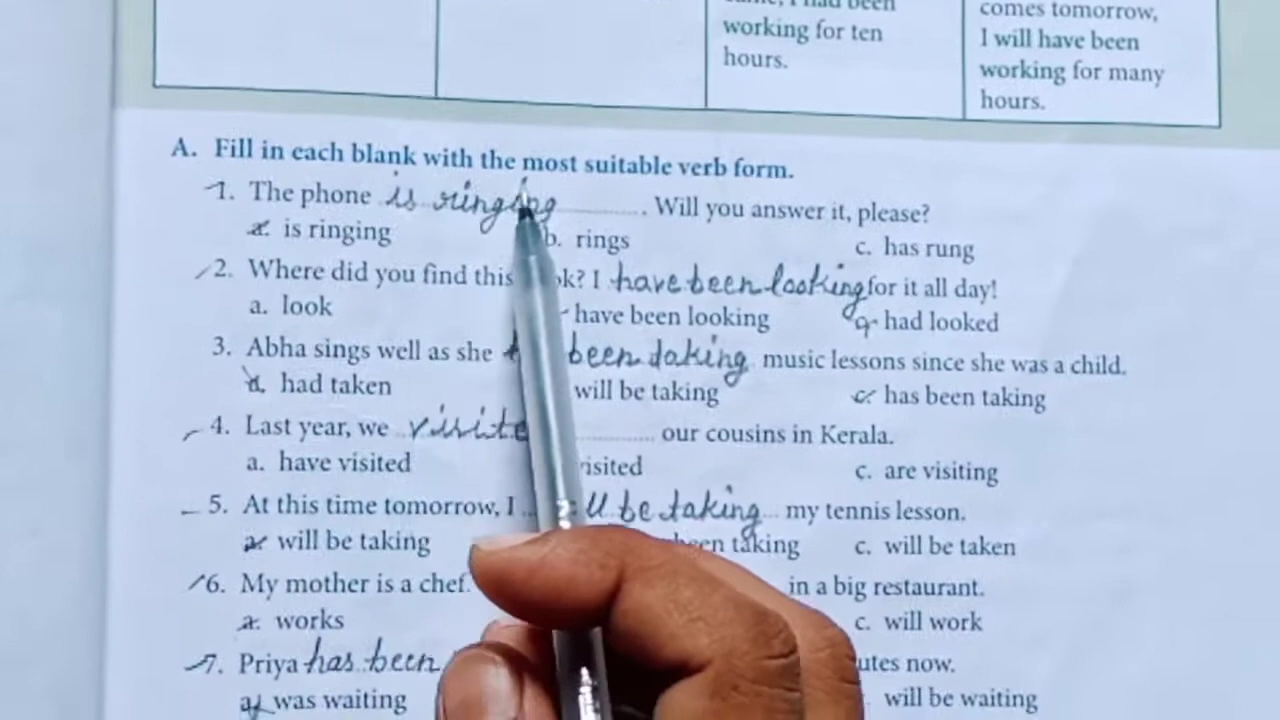 been
working for ten
hours.
comes tomorrow,
I will have been
working for many
hours.
A. Fill in each blank with the most suitable verb form.
1. The phone is ringing . Will you answer it, please?
a. is ringing b. rings c. has rung
2. Where did you find this I have been looking for it all day!
a. look have been looking had looked
3. Abha sings well as she been taking music lessons since she was a child.
a. had taken will be taking c. has been taking
4. Last year, we our cousins in Kerala.
a. have visited c. are visiting
5. At this time tomorrow, I be taking my tennis lesson.
a. will be taking taking c. will be taken
6. My mother is a chef. in a big restaurant.
a. works c. will work
7. Priya has been now.
a. was waiting will be waiting